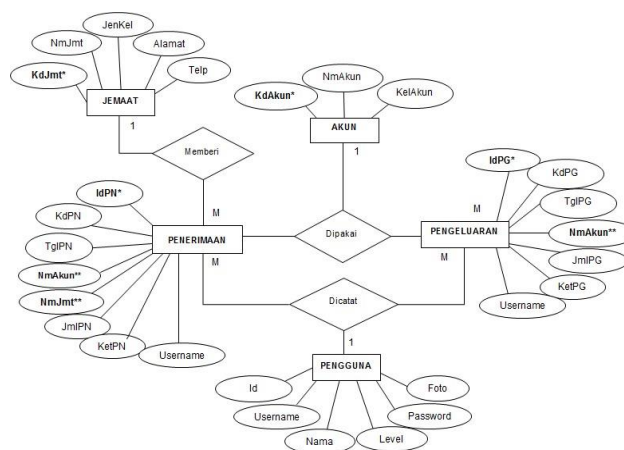 JenKel
NmJmt
Alamat
KdJmt*
Telp
JEMAAT
1
NmAkun
KdAkun*
KelAkun
AKUN
1
Memberi
IdPN*
M
KdPN
TglPN
PENERIMAAN
NmAkun**
M
NmJmt**
JmlPN
KetPN
Username
Dipakai
IdPG*
KdPG
TglPG
M
PENGELUARAN
NmAkun**
M
JmlPG
KetPG
Username
Dicatat
1
PENGGUNA
Id
Foto
Username
Password
Nama
Level